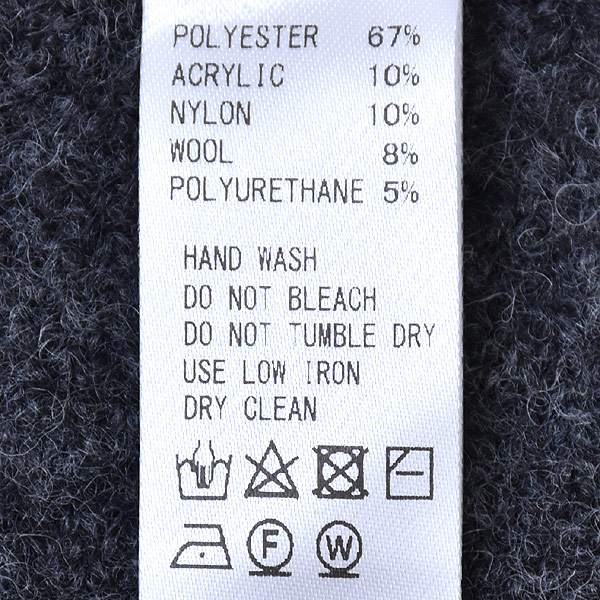 POLYESTER 67%
ACRYLIC 10%
NYLON 10%
WOOL 8%
POLYURETHANE 5%
HAND WASH
DO NOT BLEACH
DO NOT TUMBLE DRY
USE LOW IRON
DRY CLEAN
F W